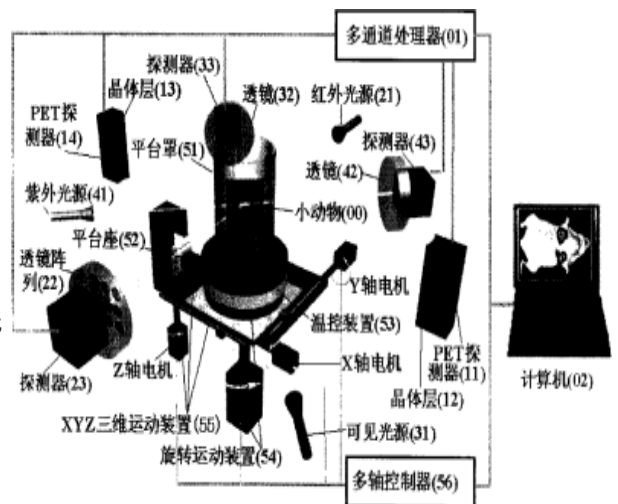 多通道处理器(01)
探测器(33)
晶体层(13)
透镜(32)
红外光源(21)
PET探
测器(14)
探测器(43)
平台罩(51)
透镜(42)
紫外光源(41)
小动物(00)
平台座(52)
透镜阵
列(22)
Y轴电机
温控装置(53)
PET探
测器(11)
Z轴电机
X轴电机
探测器(23)
计算机(02)
晶体层(12)
XYZ三维运动装置(55)
可见光源(31)
旋转运动装置(54)
多轴控制器(56)